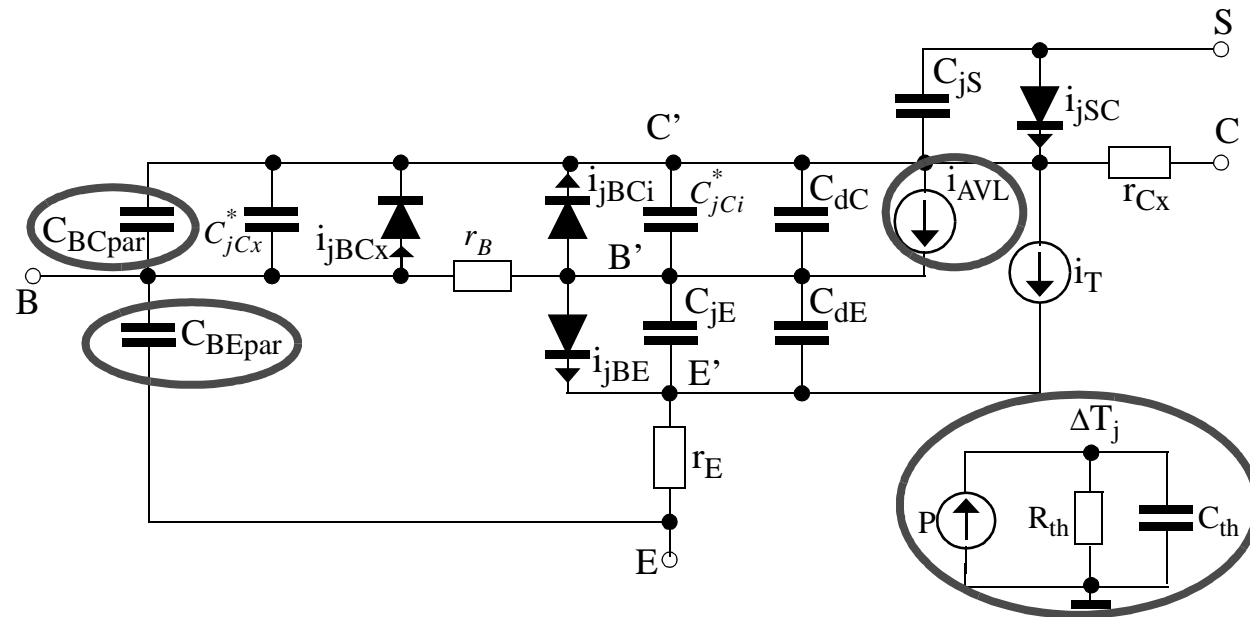 S
C_jS
i_jSC
C
C'
i_AVL
r_Cx
i_jBCi
C*_jCi
C_dC
C_BCpar
C*_jCx
i_jBCx
r_B
B'
i_T
B
C_BEpar
i_jBE
C_jE
C_dE
E'
r_E
E
ΔT_j
P
R_th
C_th